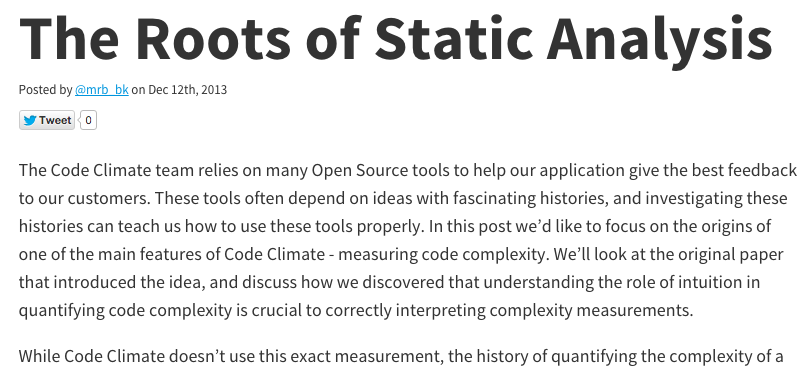 The Roots of Static Analysis
Posted by @mrb_bk on Dec 12th, 2013
Tweet 0
The Code Climate team relies on many Open Source tools to help our application give the best feedback
to our customers. These tools often depend on ideas with fascinating histories, and investigating these
histories can teach us how to use these tools properly. In this post we’d like to focus on the origins of
one of the main features of Code Climate - measuring code complexity. We’ll look at the original paper
that introduced the idea, and discuss how we discovered that understanding the role of intuition in
quantifying code complexity is crucial to correctly interpreting complexity measurements.
While Code Climate doesn’t use this exact measurement, the history of quantifying the complexity of a